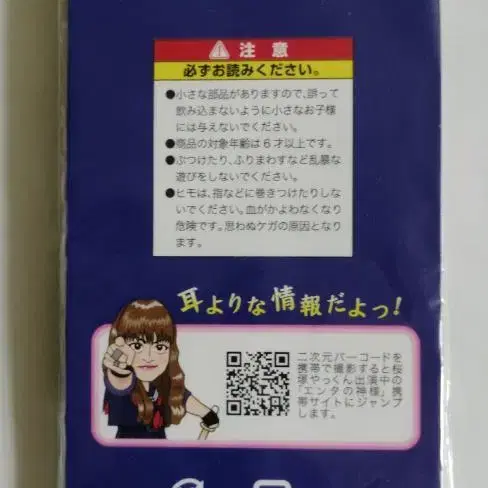 注意
必ずお読みください。
●小さな部品がありますので、誤って
飲み込まないように小さなお子様
には与えないでください。
●商品の対象年齢は6才以上です。
●ぶつけたり、ふりまわすなど乱暴な
遊びをしないでください。
●ヒモは、指などに巻きつけたりしな
いでください。血がかよわなくなり
危険です。思わぬケガの原因となり
ます。
耳よりな情報だよっ!
二次元バーコードを
携帯で撮影すると桜
塚やっくん出演中の
「エンタの神様」携
帯サイトにジャンプ
します。